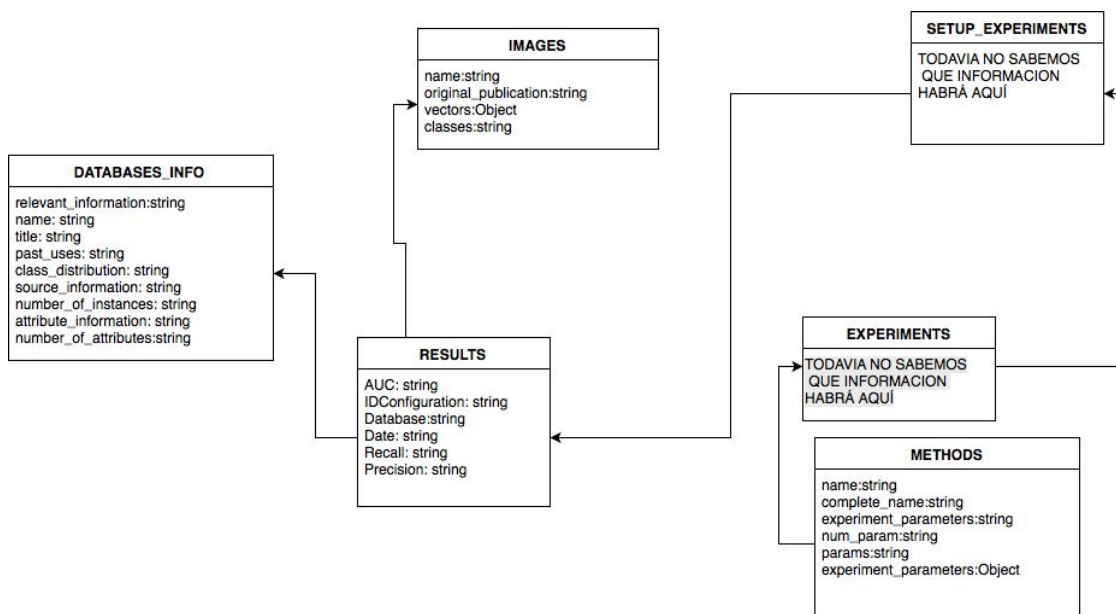 IMAGES
name:string
original_publication:string
vectors:Object
classes:string
SETUP_EXPERIMENTS
TODAVIA NO SABEMOS
QUE INFORMACION
HABRÁ AQUÍ
DATABASES_INFO
relevant_information:string
name: string
title: string
past_uses: string
class_distribution: string
source_information: string
number_of_instances: string
attribute_information: string
number_of_attributes:string
RESULTS
AUC: string
IDConfiguration: string
Database:string
Date: string
Recall: string
Precision: string
EXPERIMENTS
TODAVIA NO SABEMOS
QUE INFORMACION
HABRÁ AQUÍ
METHODS
name:string
complete_name:string
experiment_parameters:string
num_param:string
params:string
experiment_parameters:Object